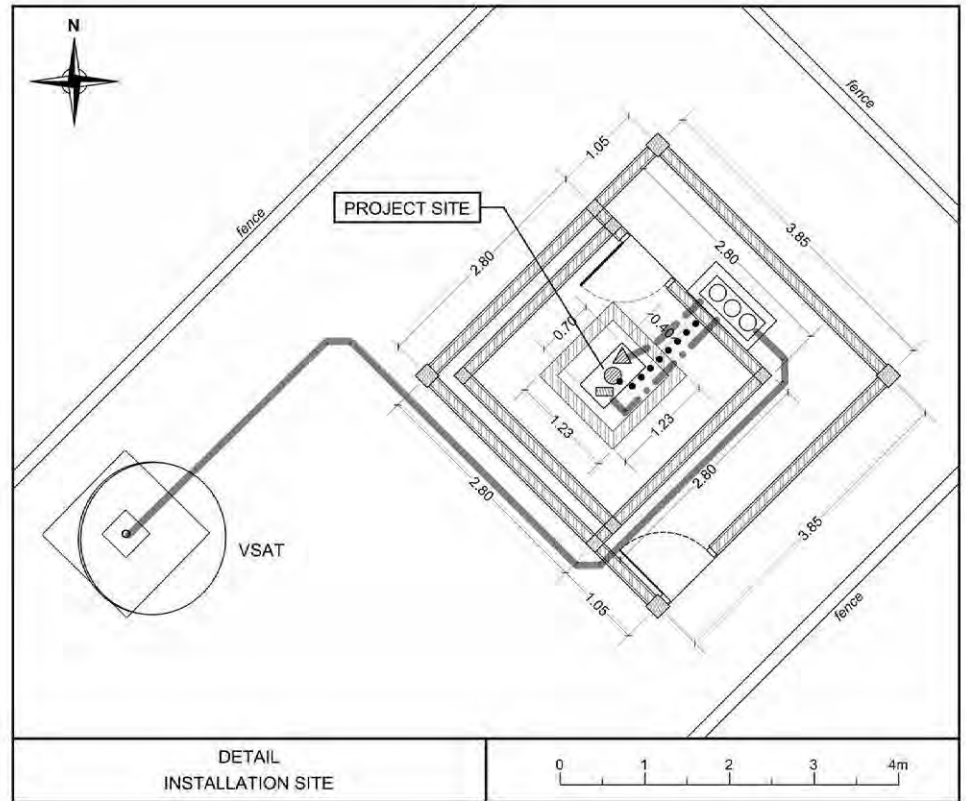 N
fence
fence
1.05
PROJECT SITE
3.85
2.80
2.80
0.70
0.40
1.23
1.23
2.80
2.80
VSAT
3.85
1.05
fence
DETAIL
INSTALLATION SITE
0 1 2 3 4m